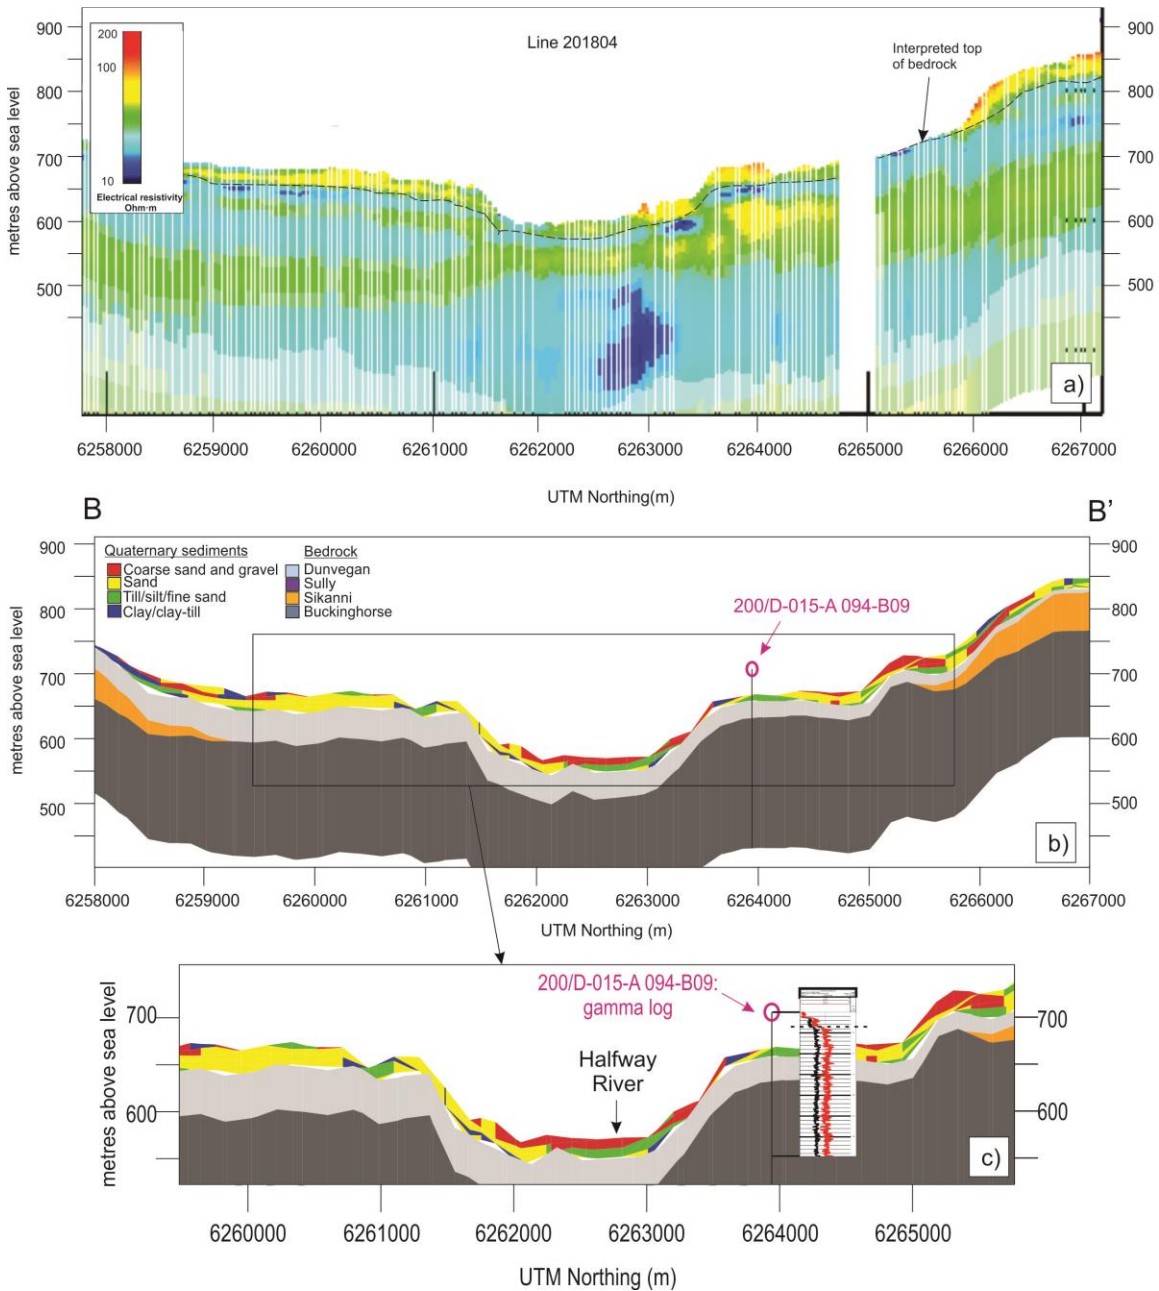 Line 201804
200
100
10
Electrical resistivity
Ohm·m
Interpreted top
of bedrock
metres above sea level
900
800
700
600
500
900
800
700
600
500
a)
6258000 6259000 6260000 6261000 6262000 6263000 6264000 6265000 6266000 6267000
UTM Northing(m)
B
B’
Quaternary sediments
Coarse sand and gravel
Sand
Till/silt/fine sand
Clay/clay-till
Bedrock
Dunvegan
Sully
Sikanni
Buckinghorse
200/D-015-A 094-B09
metres above sea level
900
800
700
600
500
900
800
700
600
500
b)
6258000 6259000 6260000 6261000 6262000 6263000 6264000 6265000 6266000 6267000
UTM Northing (m)
200/D-015-A 094-B09:
gamma log
Halfway
River
metres above sea level
700
600
700
600
c)
6260000 6261000 6262000 6263000 6264000 6265000
UTM Northing (m)